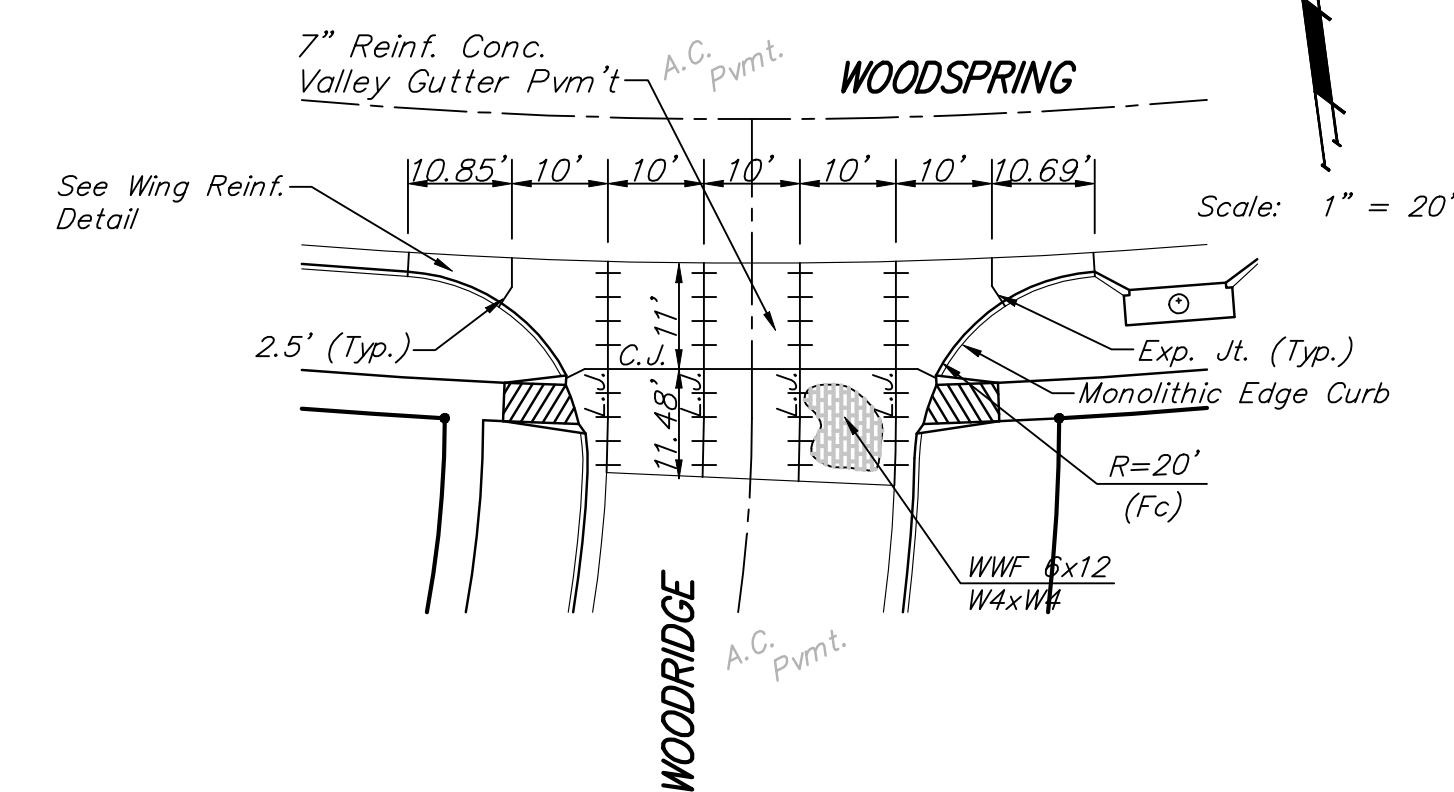 7" Reinf. Conc.
Valley Gutter Pvm't
A.C.
Pvmt.
WOODSPRING
10.85'
10'
10'
10'
10'
10'
10.69'
See Wing Reinf.
Detail
Scale: 1" = 20'
11'
2.5' (Typ.)
C.J.
Exp. Jt. (Typ.)
L.J.
L.J.
L.J.
L.J.
11.48'
Monolithic Edge Curb
R=20'
(Fc)
WWF 6x12
W4xW4
WOODRIDGE
A.C.
Pvmt.